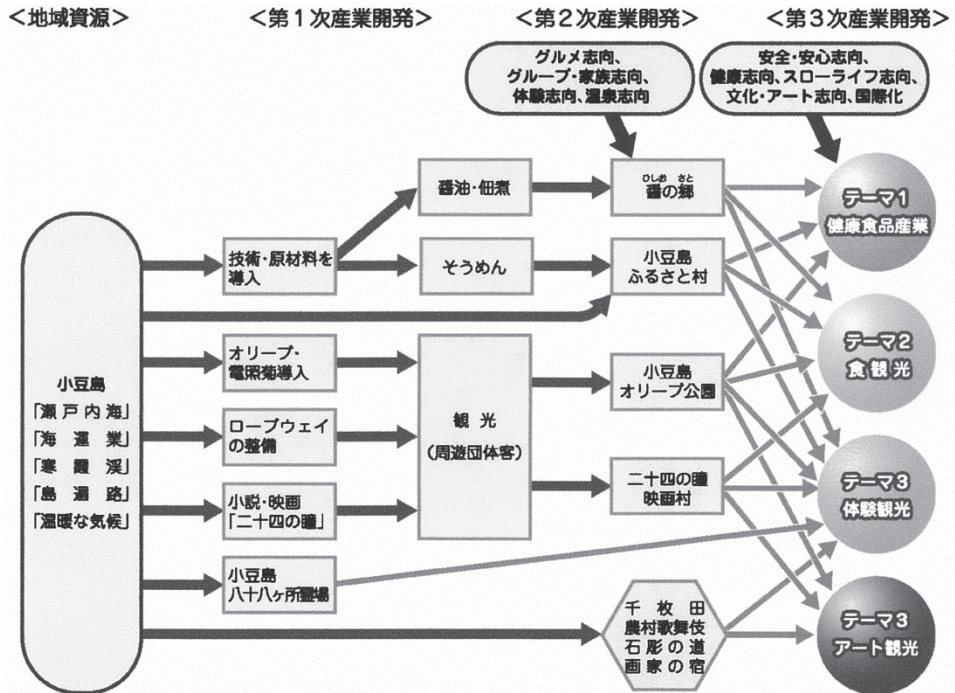 ＜地域資源＞
＜第１次産業開発＞
＜第２次産業開発＞
＜第３次産業開発＞
グルメ志向、
グループ・家族志向、
体験志向、温泉志向
安全・安心志向、
健康志向、スローライフ志向、
文化・アート志向、国際化
小豆島
「瀬戸内海」
「海運業」
「寒霞渓」
「島遍路」
「温暖な気候」
技術・原材料を
導入
オリーブ・
電照菊導入
ロープウェイ
の整備
小説・映画
「二十四の瞳」
小豆島
八十八ヶ所霊場
醤油・佃煮
そうめん
観光
（周遊団体客）
ひしお さと
醤の郷
小豆島
ふるさと村
小豆島
オリーブ公園
二十四の瞳
映画村
千枚田
農村歌舞伎
石彫の道
画家の宿
テーマ１
健康食品産業
テーマ２
食観光
テーマ３
体験観光
テーマ３
アート観光